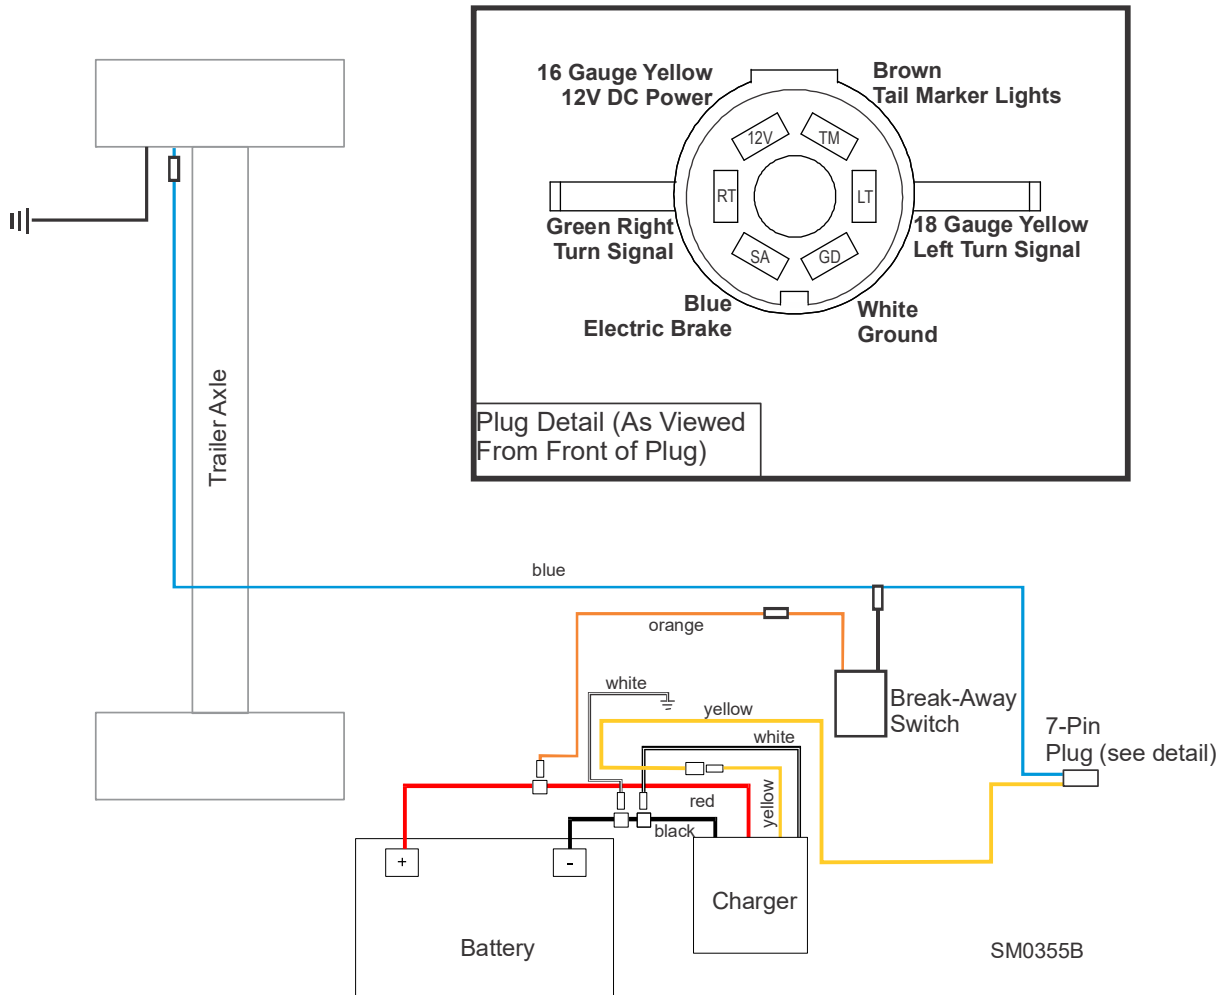 16 Gauge Yellow
12V DC Power
Brown
Tail Marker Lights
12V
TM
RT
LT
Green Right
Turn Signal
18 Gauge Yellow
Left Turn Signal
SA
GD
Blue
Electric Brake
White
Ground
Plug Detail (As Viewed
From Front of Plug)
Trailer Axle
blue
orange
white
yellow
Break-Away
Switch
7-Pin
Plug (see detail)
white
red
yellow
black
+
-
Charger
Battery
SM0355B